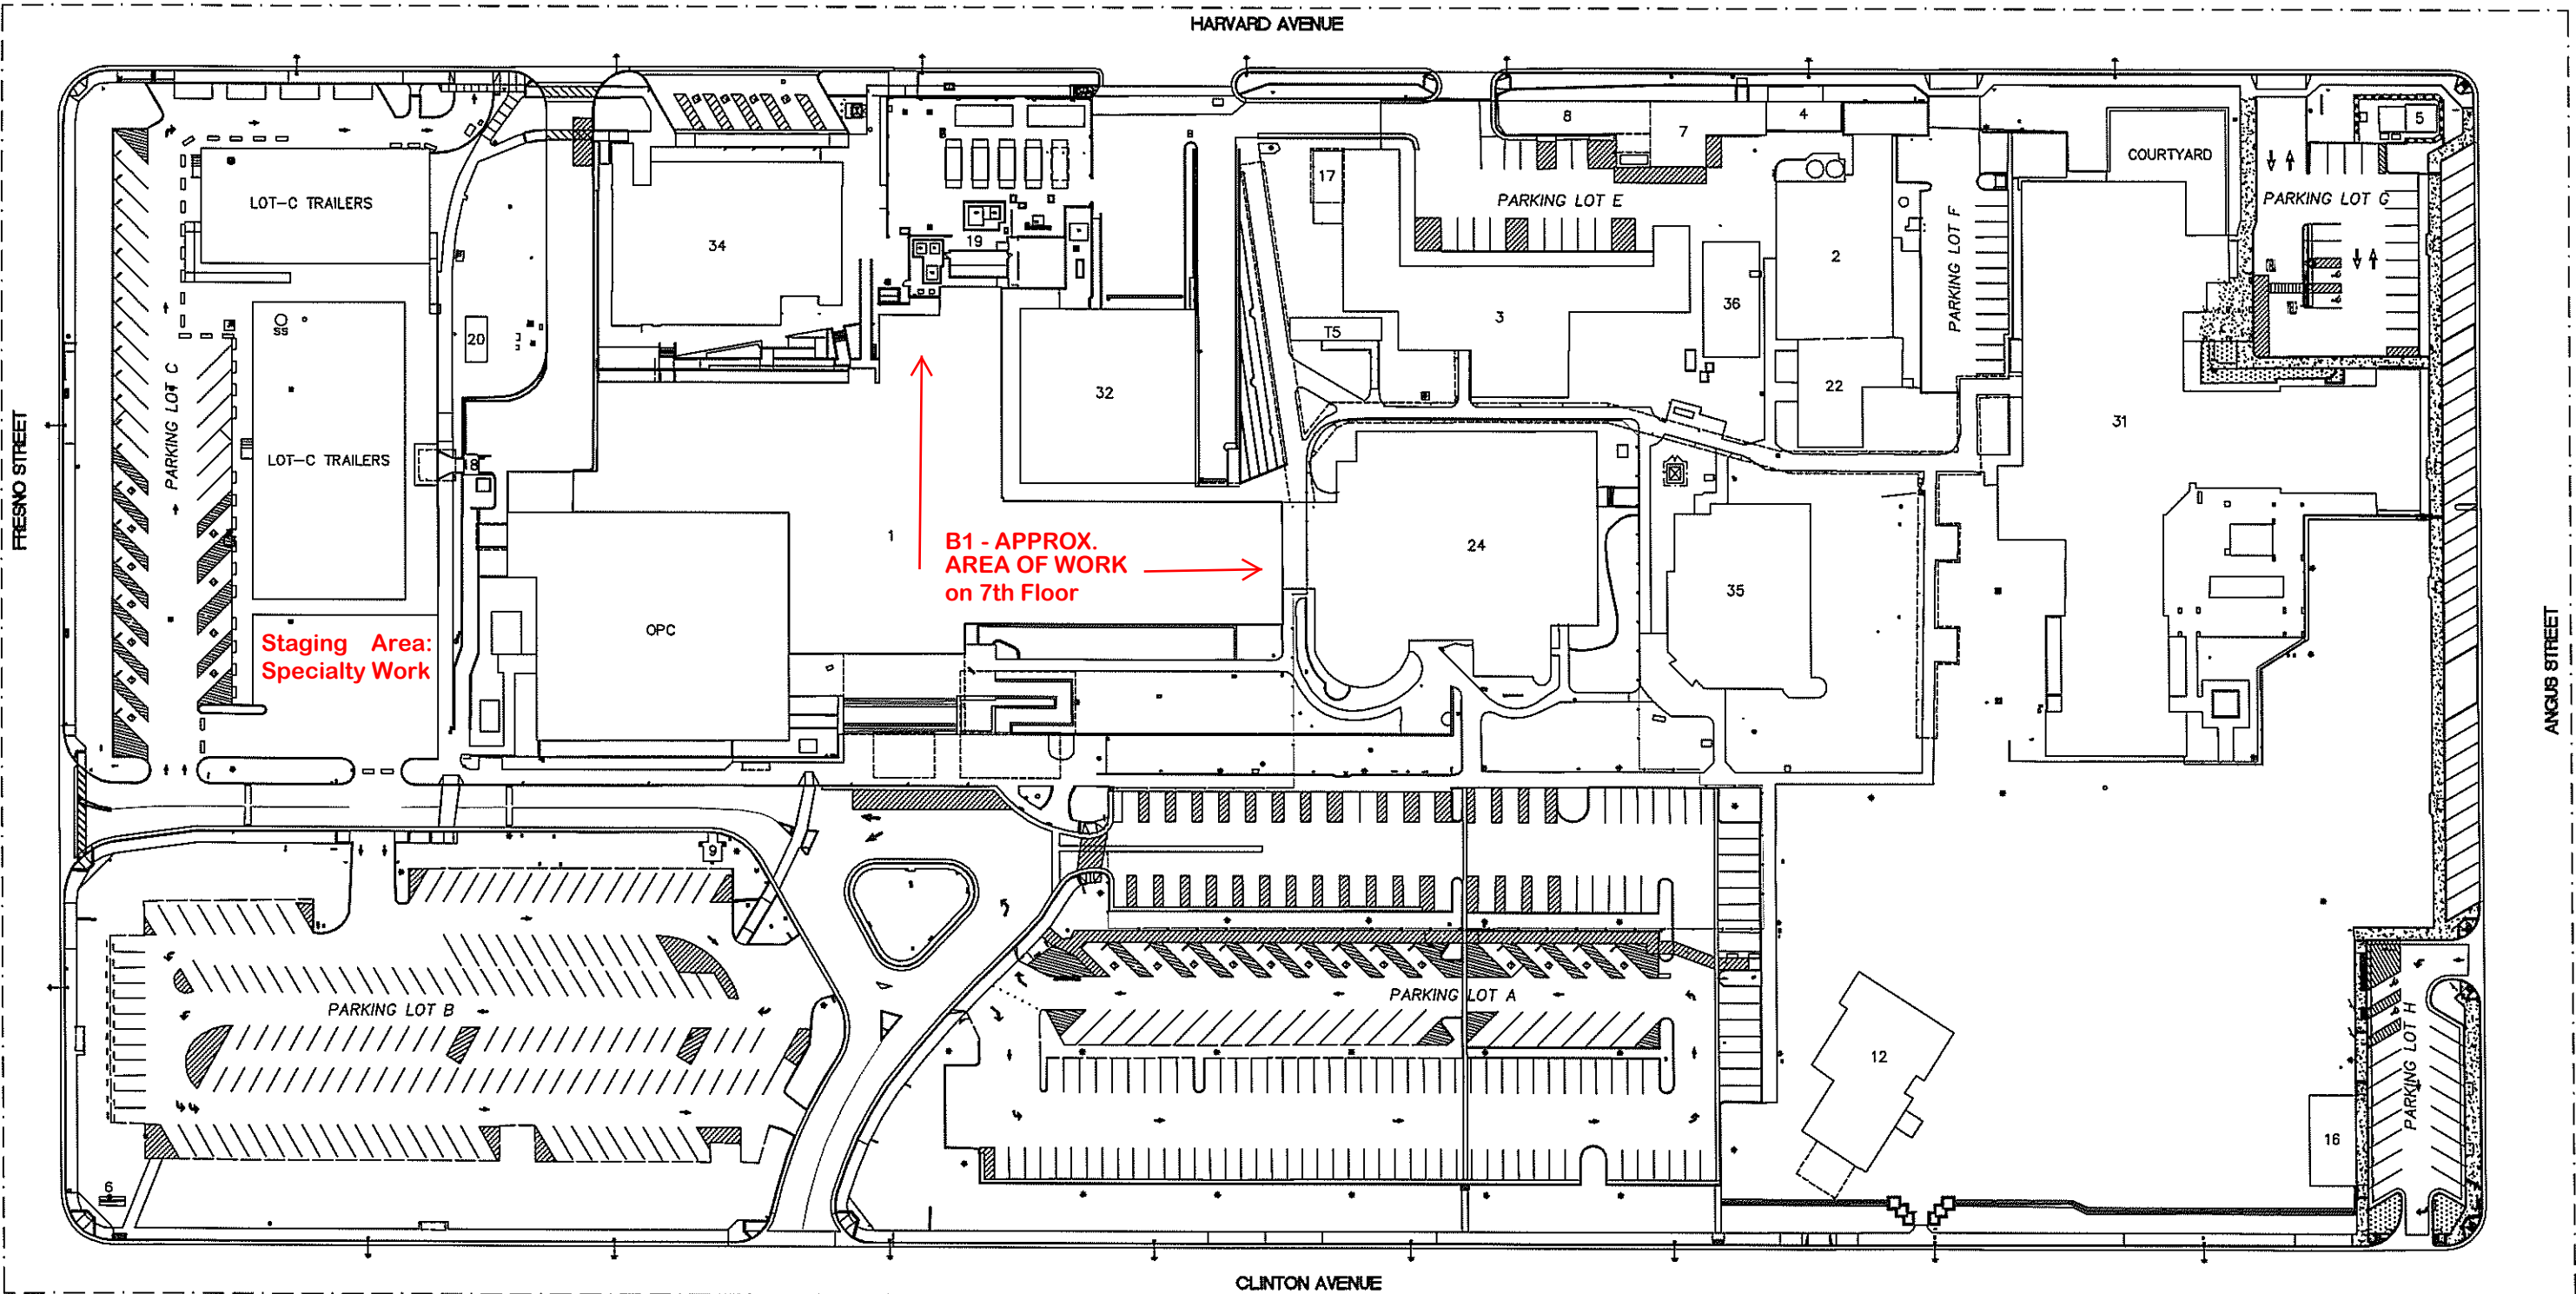 HARVARD AVENUE
FRESNO STREET
ANGUS STREET
CLINTON AVENUE
LOT-C TRAILERS
PARKING LOT C
SS
LOT-C TRAILERS
20
18
34
19
32
1
OPC
17
T5
3
8
7
4
PARKING LOT E
36
2
22
PARKING LOT F
COURTYARD
5
PARKING LOT G
31
24
35
B1 - APPROX.
AREA OF WORK
on 7th Floor
Staging Area:
Specialty Work
9
PARKING LOT B
6
PARKING LOT A
12
16
PARKING LOT H